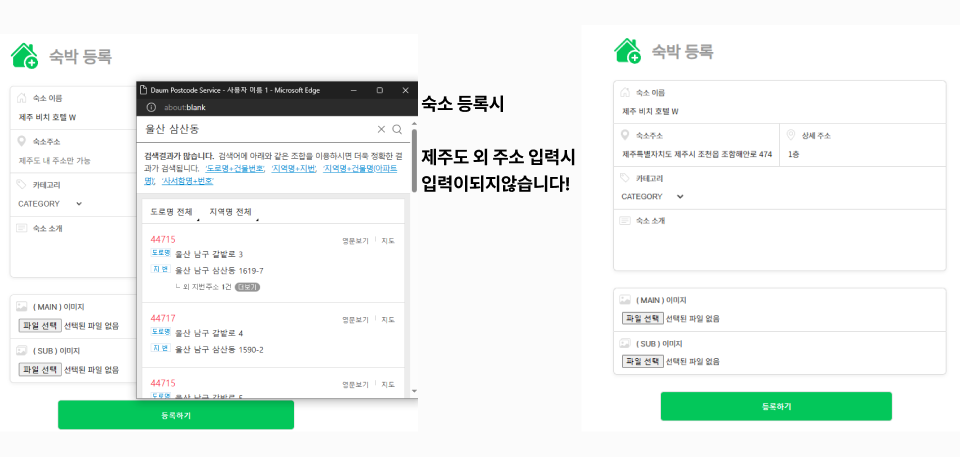 숙박 등록
숙소 이름
제주 비치 호텔 W
숙소주소
제주도 내 주소만 가능
카테고리
CATEGORY
숙소 소개
( MAIN ) 이미지
파일 선택 선택된 파일 없음
( SUB ) 이미지
파일 선택 선택된 파일 없음
등록하기
Daum Postcode Service - 사용자 이름 1 - Microsoft Edge
about:blank
울산 삼산동
검색결과가 많습니다. 검색어에 아래와 같은 조합을 이용하시면 더욱 정확한 결
과가 검색됩니다. '도로명+건물번호', '지역명+지번', '지역명+건물명(아파트
명)', '사서함명+번호'
도로명 전체 지역명 전체
44715 영문보기 지도
도로명 울산 남구 갈밭로 3
지번 울산 남구 삼산동 1619-7
외 지번주소 1건 더보기
44717 영문보기 지도
도로명 울산 남구 갈밭로 4
지번 울산 남구 삼산동 1590-2
44715 영문보기 지도
도로명 울산 남구 갈밭로 5
숙소 등록시
제주도 외 주소 입력시
입력이되지않습니다!
숙박 등록
숙소 이름
제주 비치 호텔 W
숙소주소 상세 주소
제주특별자치도 제주시 조천읍 조함해안로 474 1층
카테고리
CATEGORY
숙소 소개
( MAIN ) 이미지
파일 선택 선택된 파일 없음
( SUB ) 이미지
파일 선택 선택된 파일 없음
등록하기